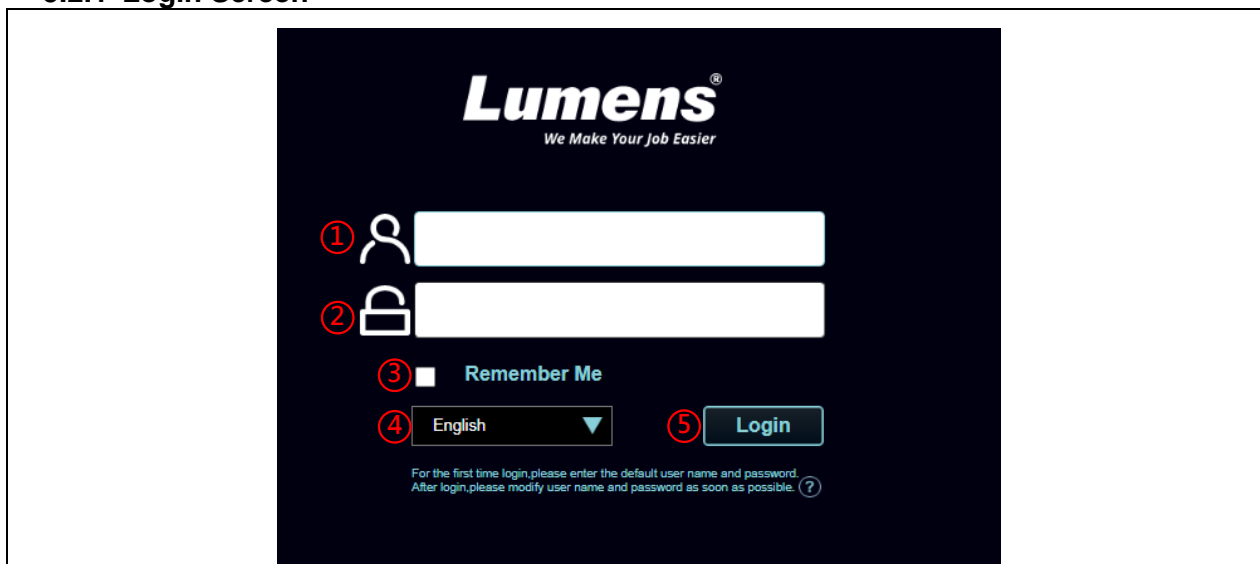 Login Screen
Lumens®
We Make Your Job Easier
①
②
③ Remember Me
④ English ⑤ Login
For the first time login,please enter the default user name and password.
After login,please modify user name and password as soon as possible. ?